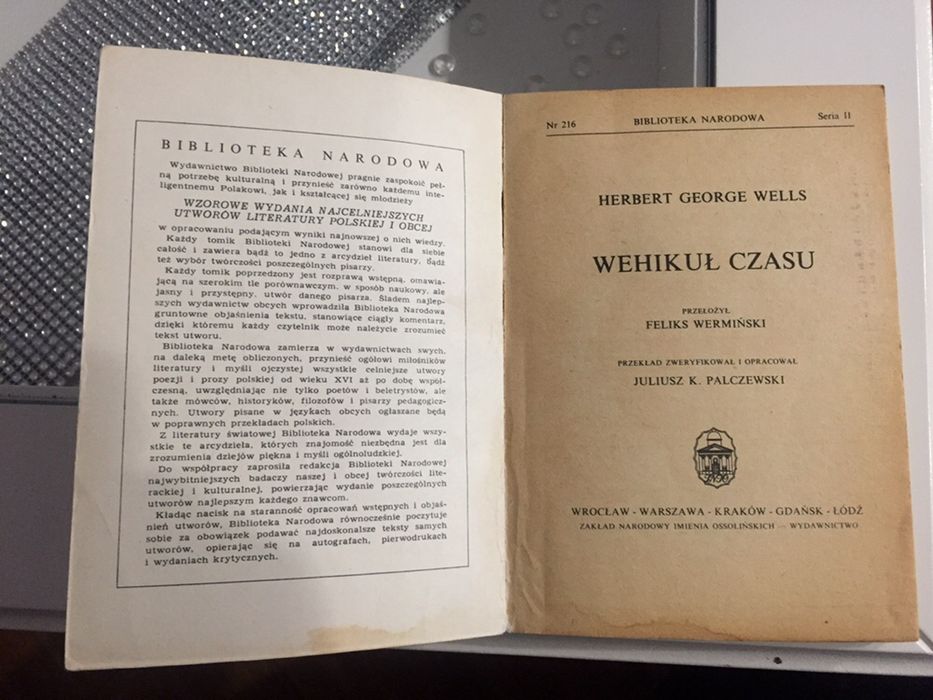 BIBLIOTEKA NARODOWA
Wydawnictwo Biblioteki Narodowej pragnie zaspokoić peł-
ną potrzebę kulturalną i przynieść zarówno każdemu inte-
ligentnemu Polakowi, jak i kształcącej się młodzieży
WZOROWE WYDANIA NAJCELNIEJSZYCH
UTWORÓW LITERATURY POLSKIEJ I OBCEJ
w opracowaniu podającym wyniki najnowszej o nich wiedzy.
Każdy tomik Biblioteki Narodowej stanowi dla siebie
całość i zawiera bądź to jedno z arcydzieł literatury, bądź
też wybór twórczości poszczególnych pisarzy.
Każdy tomik poprzedzony jest rozprawą wstępną, omawia-
jącą na szerokim tle porównawczym, w sposób naukowy, ale
jasny i przystępny, utwór danego pisarza. Śladem najlep-
szych wydawnictw obcych wprowadziła Biblioteka Narodowa
gruntowne objaśnienia tekstu, stanowiące ciągły komentarz,
dzięki któremu każdy czytelnik może należycie zrozumieć
tekst utworu.
Biblioteka Narodowa zamierza w wydawnictwach swych,
na daleką metę obliczonych, przynieść ogółowi miłośników
literatury i myśli ojczystej wszystkie celniejsze utwory
poezji i prozy polskiej od wieku XVI aż po dobę współ-
czesną, uwzględniając nie tylko poetów i beletrystów, ale
także mówców, historyków, filozofów i pisarzy pedagogicz-
nych. Utwory pisane w językach obcych ogłaszane będą
w poprawnych przekładach polskich.
Z literatury światowej Biblioteka Narodowa wydaje wszy-
stkie te arcydzieła, których znajomość niezbędna jest dla
zrozumienia dziejów piękna i myśli ogólnoludzkiej.
Do współpracy zaprosiła redakcja Biblioteki Narodowej
najwybitniejszych badaczy naszej i obcej twórczości lite-
rackiej i kulturalnej, powierzając wydanie poszczególnych
utworów najlepszym każdego znawcom.
Kładąc nacisk na staranność opracowań wstępnych i objaś-
nień utworów, Biblioteka Narodowa równocześnie poczytuje
sobie za obowiązek podawać najdoskonalsze teksty samych
utworów, opierając się na autografach, pierwodrukach
i wydaniach krytycznych.
Nr 216 BIBLIOTEKA NARODOWA Seria II
HERBERT GEORGE WELLS
WEHIKUŁ CZASU
PRZEŁOŻYŁ
FELIKS WERMIŃSKI
PRZEKŁAD ZWERYFIKOWAŁ I OPRACOWAŁ
JULIUSZ K. PALCZEWSKI
WROCŁAW - WARSZAWA - KRAKÓW - GDAŃSK - ŁÓDŹ
ZAKŁAD NARODOWY IMIENIA OSSOLIŃSKICH — WYDAWNICTWO